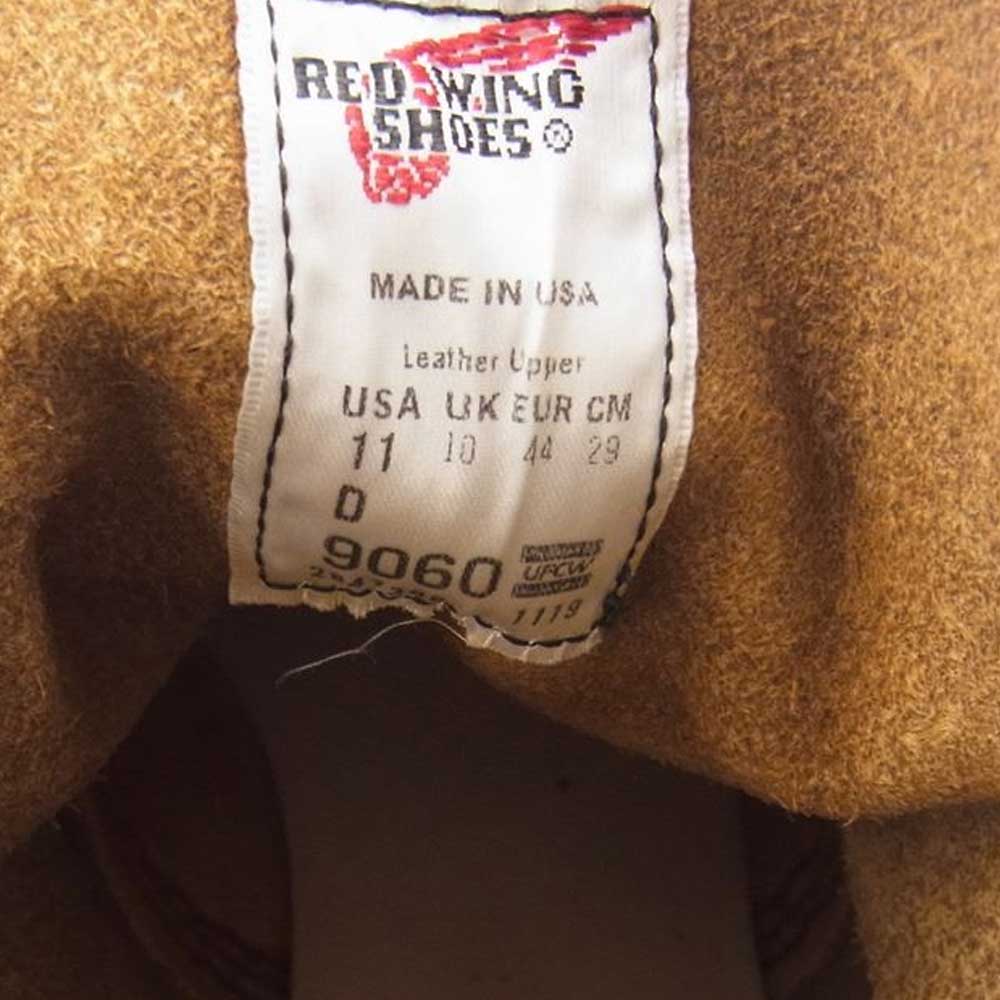 RED WING
SHOES ®
MADE IN USA
Leather Upper
USA UK EUR CM
11 10 44 29
D
9060 UFCW
1119